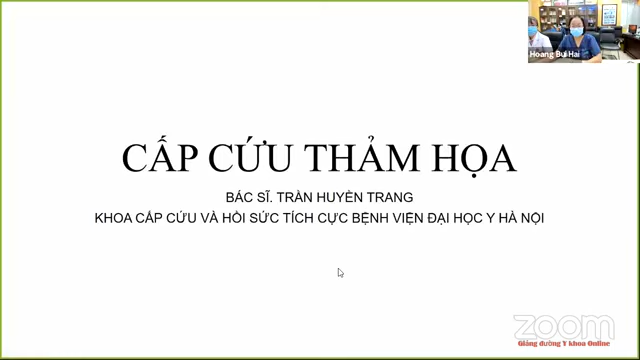 Hoang Bui Hai
CẤP CỨU THẢM HỌA
BÁC SĨ. TRẦN HUYỀN TRANG
KHOA CẤP CỨU VÀ HỒI SỨC TÍCH CỰC BỆNH VIỆN ĐẠI HỌC Y HÀ NỘI
zoom
Giảng đường Y khoa Online